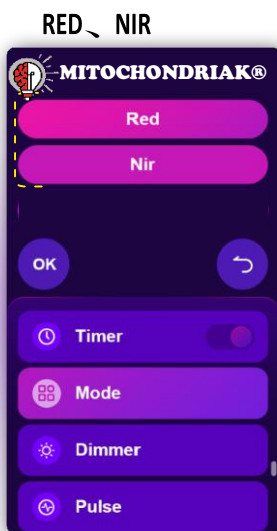 RED、NIR
MITOCHONDRIAK®
Red
Nir
OK
Timer
Mode
Dimmer
Pulse